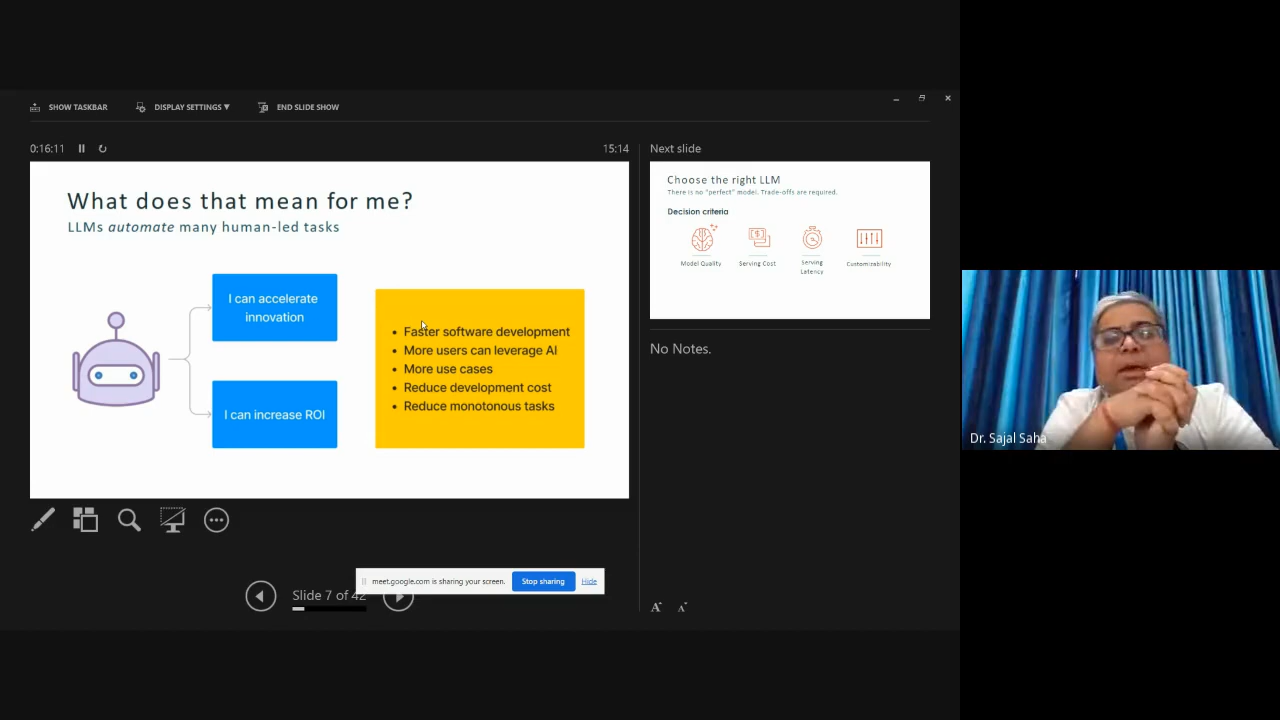 SHOW TASKBAR
DISPLAY SETTINGS ▾
END SLIDE SHOW
0:16:11
15:14
What does that mean for me?
LLMs automate many human-led tasks
I can accelerate
innovation
I can increase ROI
• Faster software development
• More users can leverage AI
• More use cases
• Reduce development cost
• Reduce monotonous tasks
Next slide
Choose the right LLM
There is no "perfect" model. Trade-offs are required.
Decision criteria
Model Quality
Serving Cost
Serving
Latency
Customizability
No Notes.
meet.google.com is sharing your screen.
Stop sharing
Hide
Slide 7 of 42
A
A
Dr. Sajal Saha